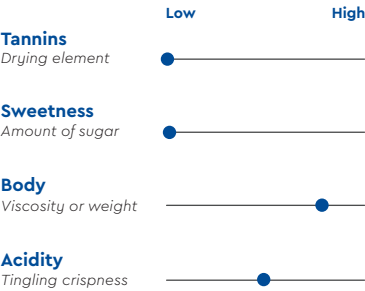 Low High
Tannins
Drying element
Sweetness
Amount of sugar
Body
Viscosity or weight
Acidity
Tingling crispness